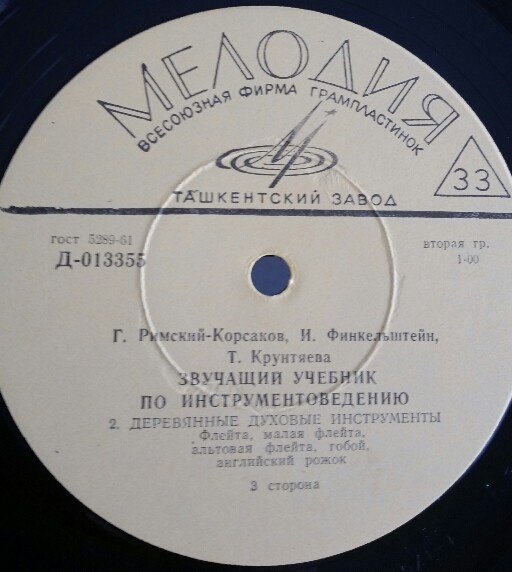 МЕЛОДИЯ
ВСЕСОЮЗНАЯ ФИРМА ГРАМПЛАСТИНОК
33
ТАШКЕНТСКИЙ ЗАВОД
гост 5289-61
вторая гр.
Д-013355
1-00
Г. Римский-Корсаков, И. Финкельштейн,
Т. Крунтяева
ЗВУЧАЩИЙ УЧЕБНИК
ПО ИНСТРУМЕНТОВЕДЕНИЮ
2. ДЕРЕВЯННЫЕ ДУХОВЫЕ ИНСТРУМЕНТЫ
Флейта, малая флейта,
альтовая флейта, гобой,
английский рожок
3 сторона